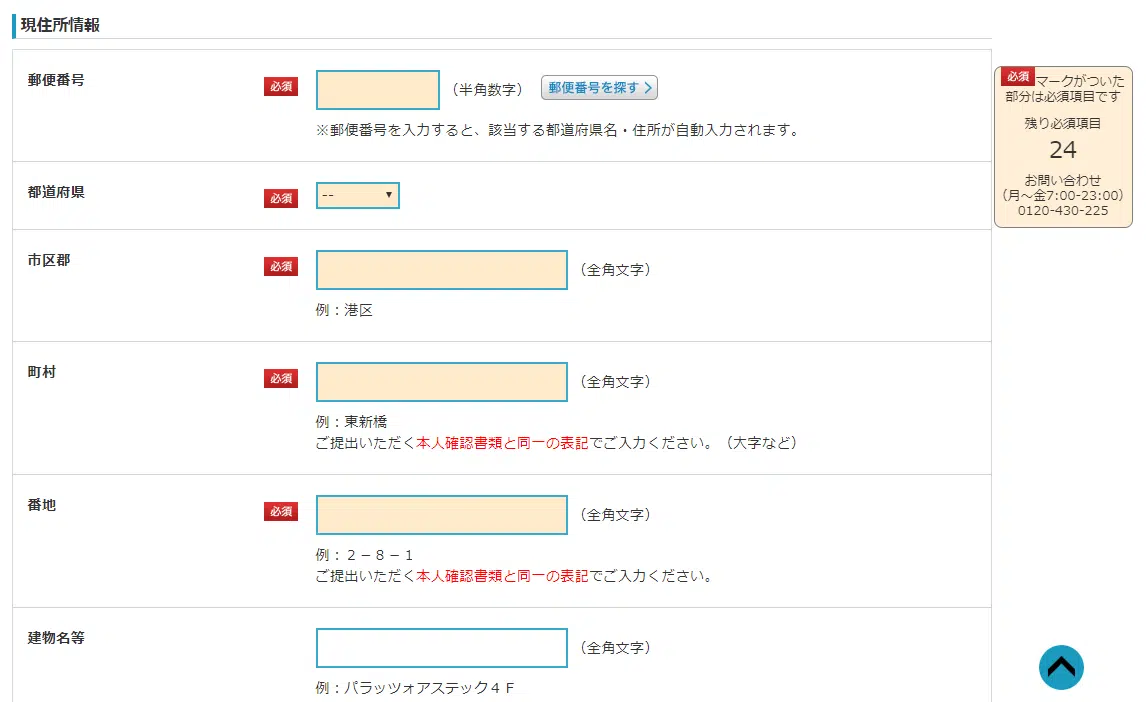 現住所情報
郵便番号
必須
（半角数字）
郵便番号を探す
※郵便番号を入力すると、該当する都道府県名・住所が自動入力されます。
都道府県
必須
--
市区郡
必須
（全角文字）
例：港区
町村
必須
（全角文字）
例：東新橋
ご提出いただく本人確認書類と同一の表記でご入力ください。（大字など）
番地
必須
（全角文字）
例：２－８－１
ご提出いただく本人確認書類と同一の表記でご入力ください。
建物名等
（全角文字）
例：パラッツォアステック４Ｆ
必須マークがついた
部分は必須項目です
残り必須項目
24
お問い合わせ
（月～金7:00-23:00）
0120-430-225